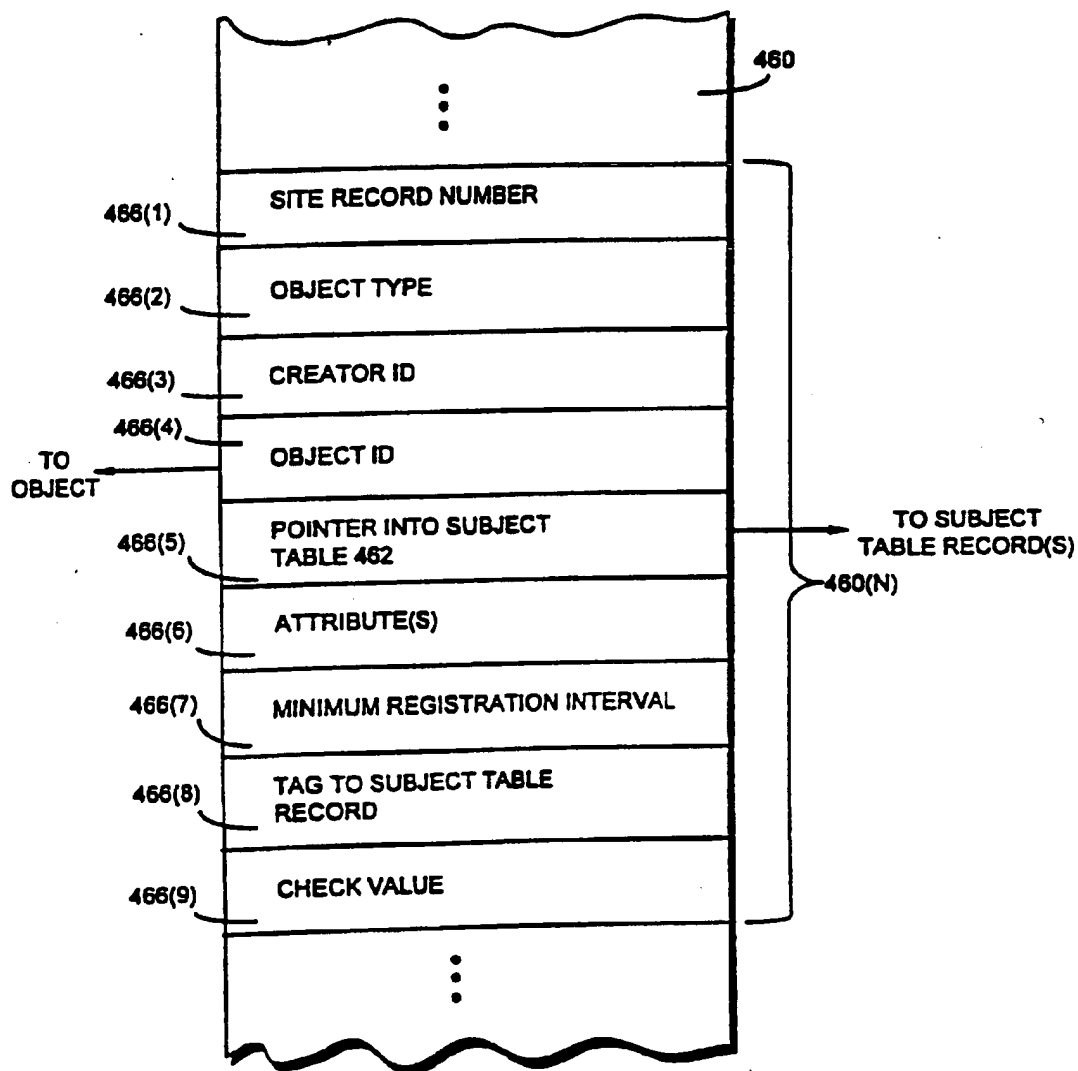 460
SITE RECORD NUMBER
466(1)
OBJECT TYPE
466(2)
CREATOR ID
466(3)
466(4)
OBJECT ID
TO
OBJECT
POINTER INTO SUBJECT
TABLE 462
466(5)
TO SUBJECT
TABLE RECORD(S)
460(N)
ATTRIBUTE(S)
466(6)
MINIMUM REGISTRATION INTERVAL
466(7)
TAG TO SUBJECT TABLE
RECORD
466(8)
CHECK VALUE
466(9)